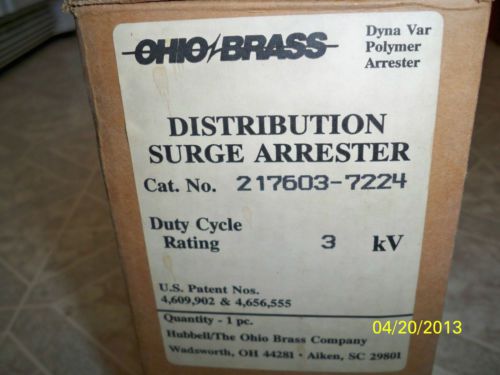 OHIO BRASS
Dyna Var
Polymer
Arrester
DISTRIBUTION
SURGE ARRESTER
Cat. No. 217603-7224
Duty Cycle
Rating 3 kV
U.S. Patent Nos.
4,609,902 & 4,656,555
Quantity - 1 pc.
Hubbell/The Ohio Brass Company
Wadsworth, OH 44281 · Aiken, SC 29801
04/20/2013